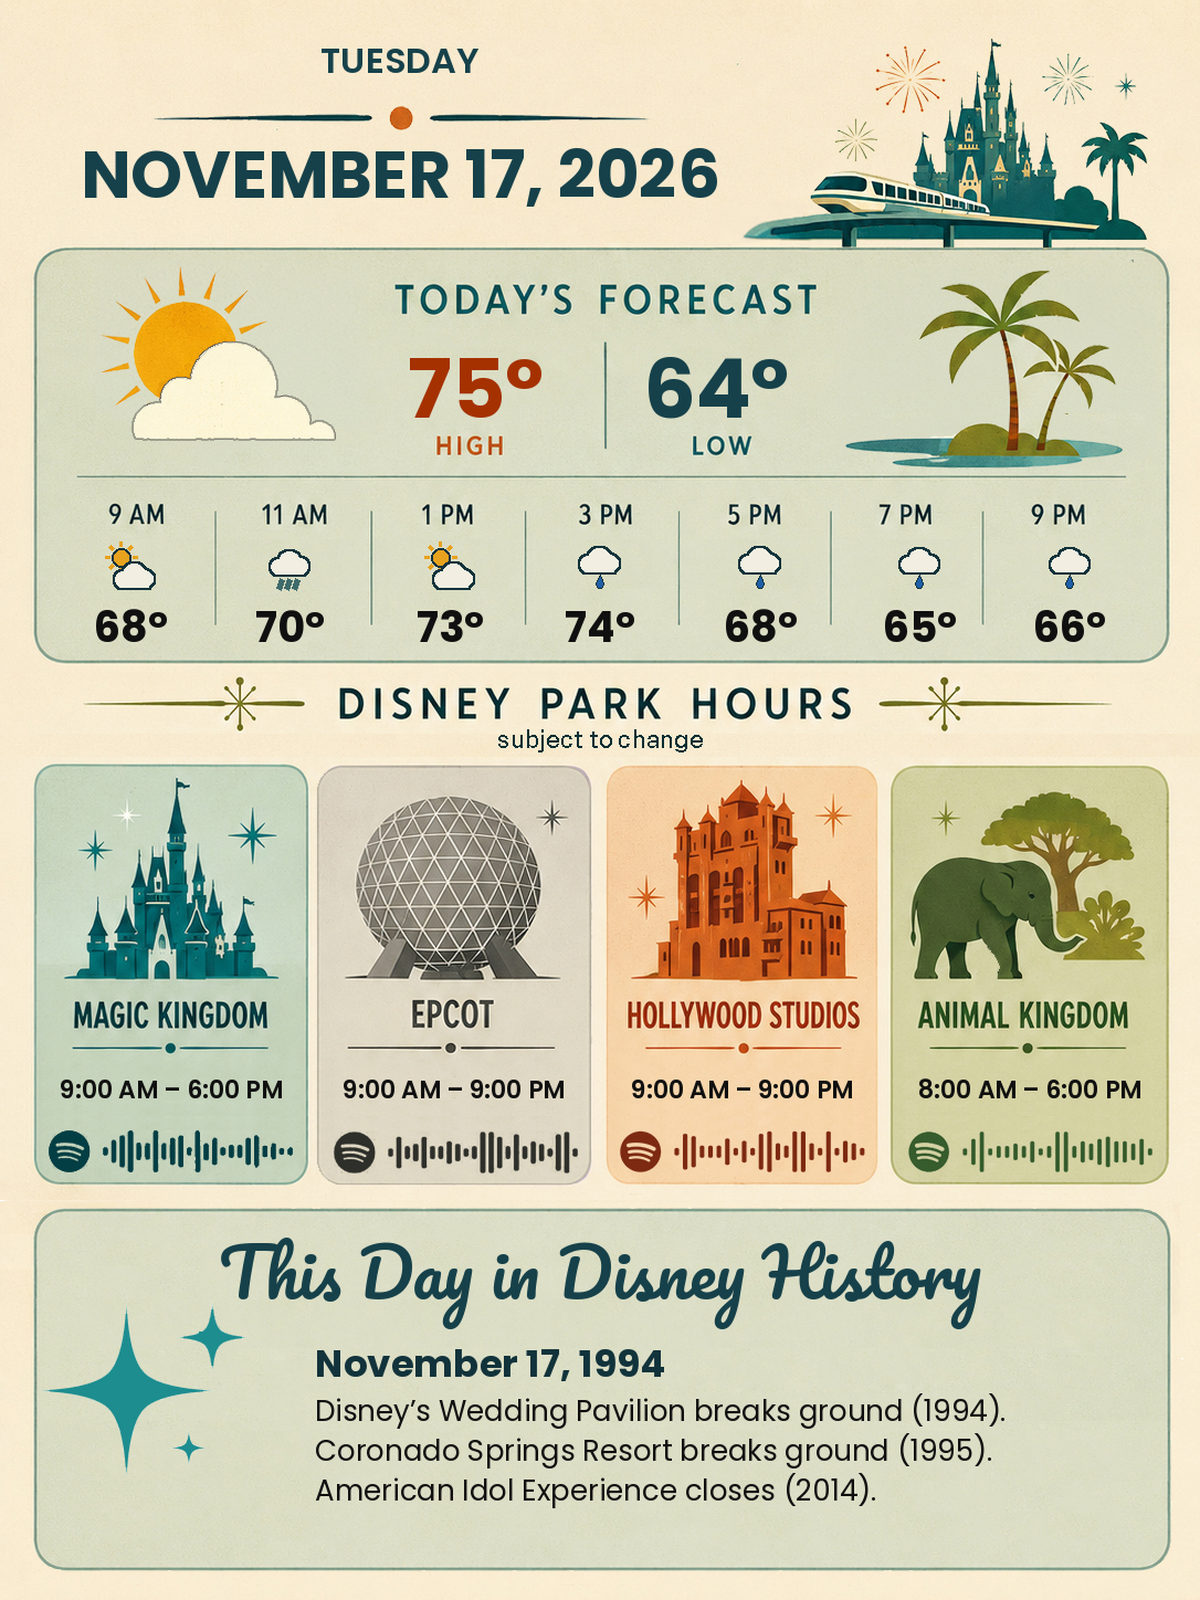 TUESDAY
NOVEMBER 17, 2026
TODAY'S FORECAST
75° 64°
HIGH LOW
9 AM 11 AM 1 PM 3 PM 5 PM 7 PM 9 PM
68° 70° 73° 74° 68° 65° 66°
DISNEY PARK HOURS
subject to change
MAGIC KINGDOM
9:00 AM – 6:00 PM
EPCOT
9:00 AM – 9:00 PM
HOLLYWOOD STUDIOS
9:00 AM – 9:00 PM
ANIMAL KINGDOM
8:00 AM – 6:00 PM
This Day in Disney History
November 17, 1994
Disney's Wedding Pavilion breaks ground (1994).
Coronado Springs Resort breaks ground (1995).
American Idol Experience closes (2014).